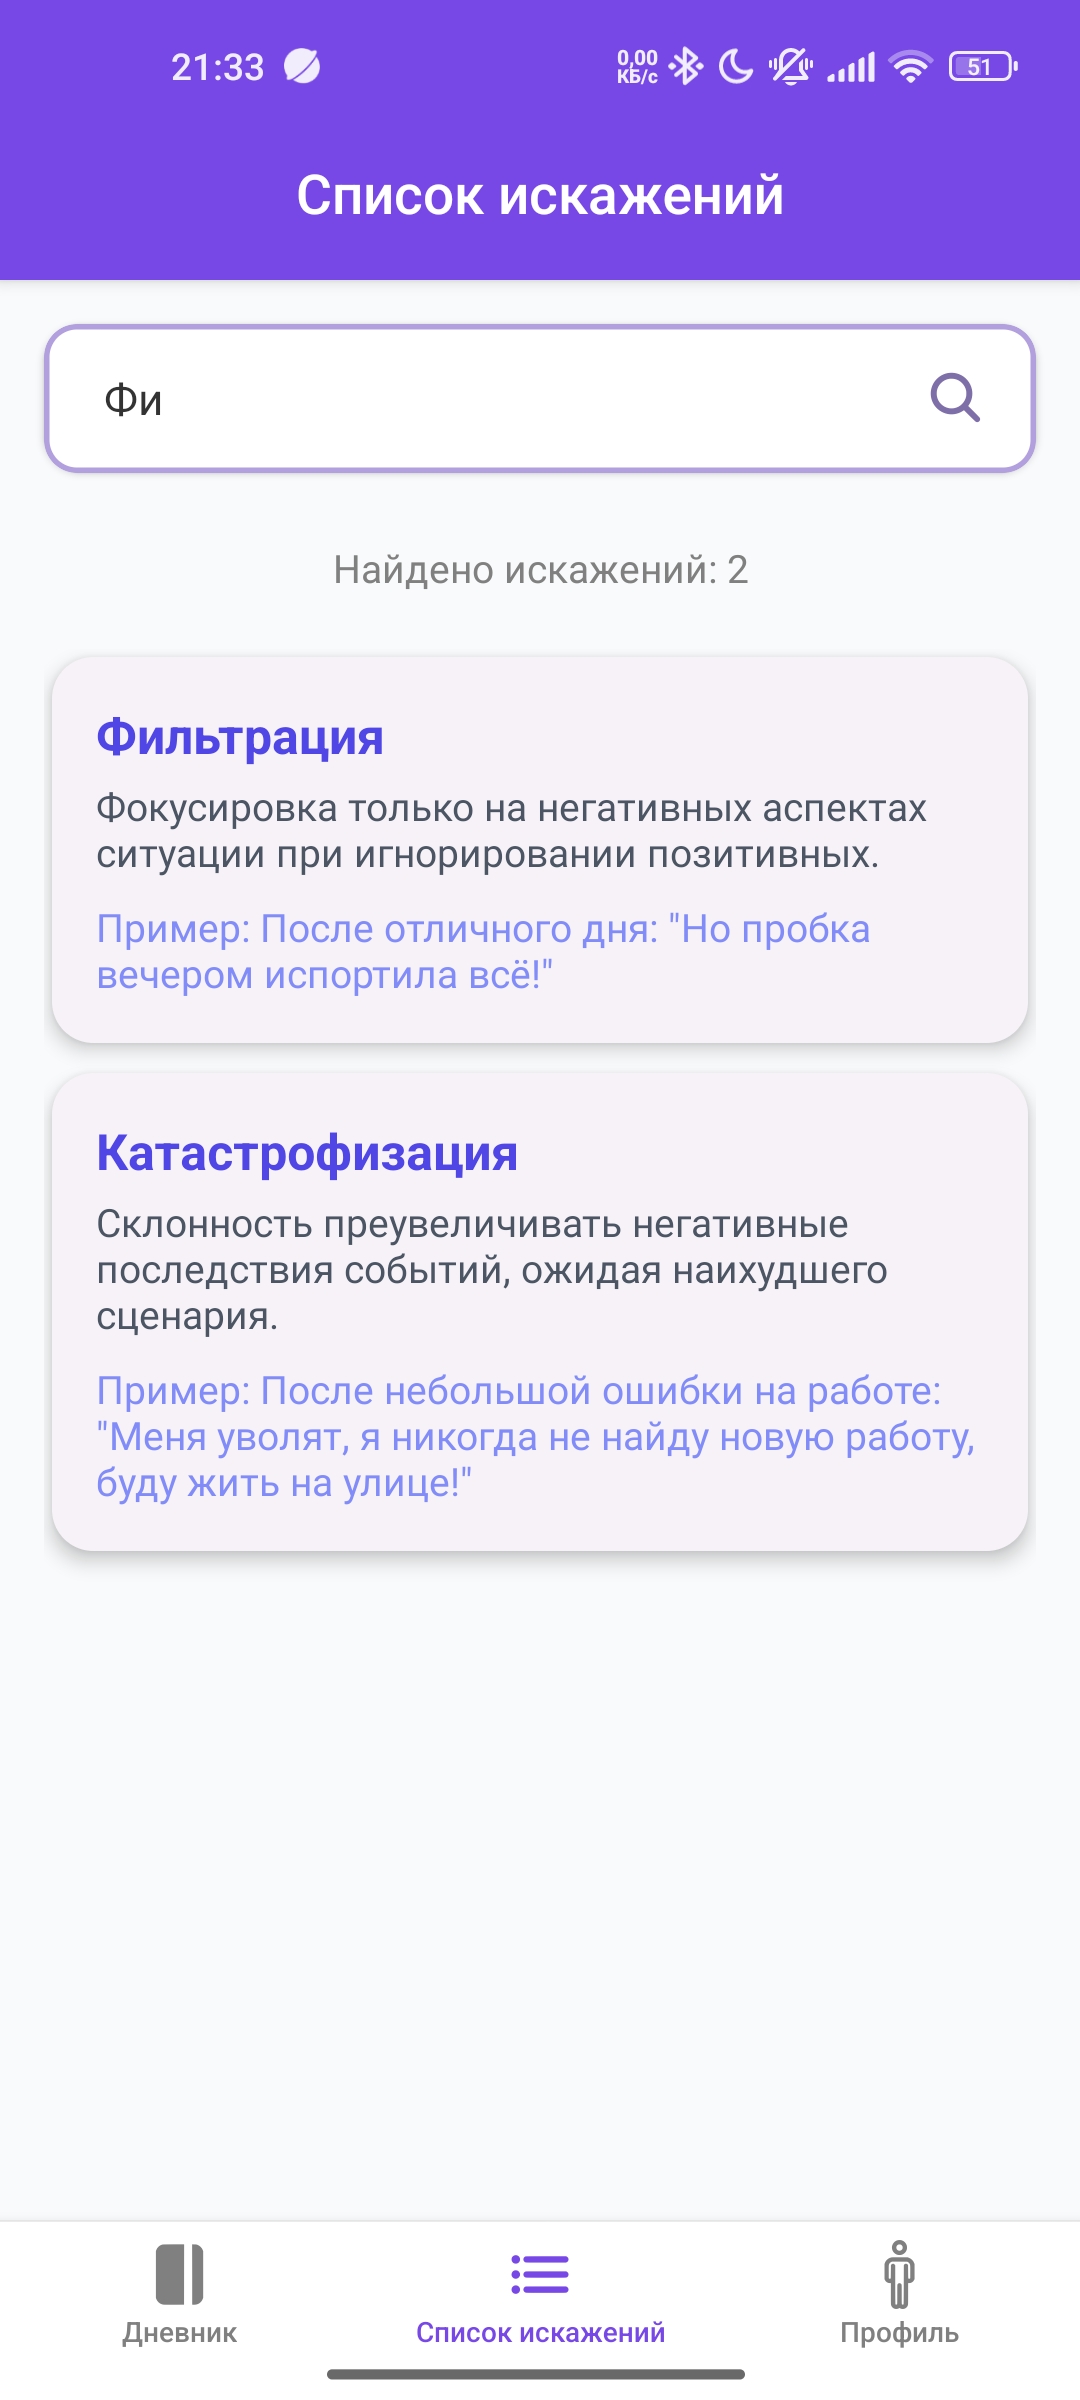 21:33
0,00
КБ/с
51
Список искажений
Фи
Найдено искажений: 2
Фильтрация
Фокусировка только на негативных аспектах
ситуации при игнорировании позитивных.
Пример: После отличного дня: "Но пробка
вечером испортила всё!"
Катастрофизация
Склонность преувеличивать негативные
последствия событий, ожидая наихудшего
сценария.
Пример: После небольшой ошибки на работе:
"Меня уволят, я никогда не найду новую работу,
буду жить на улице!"
Дневник
Список искажений
Профиль